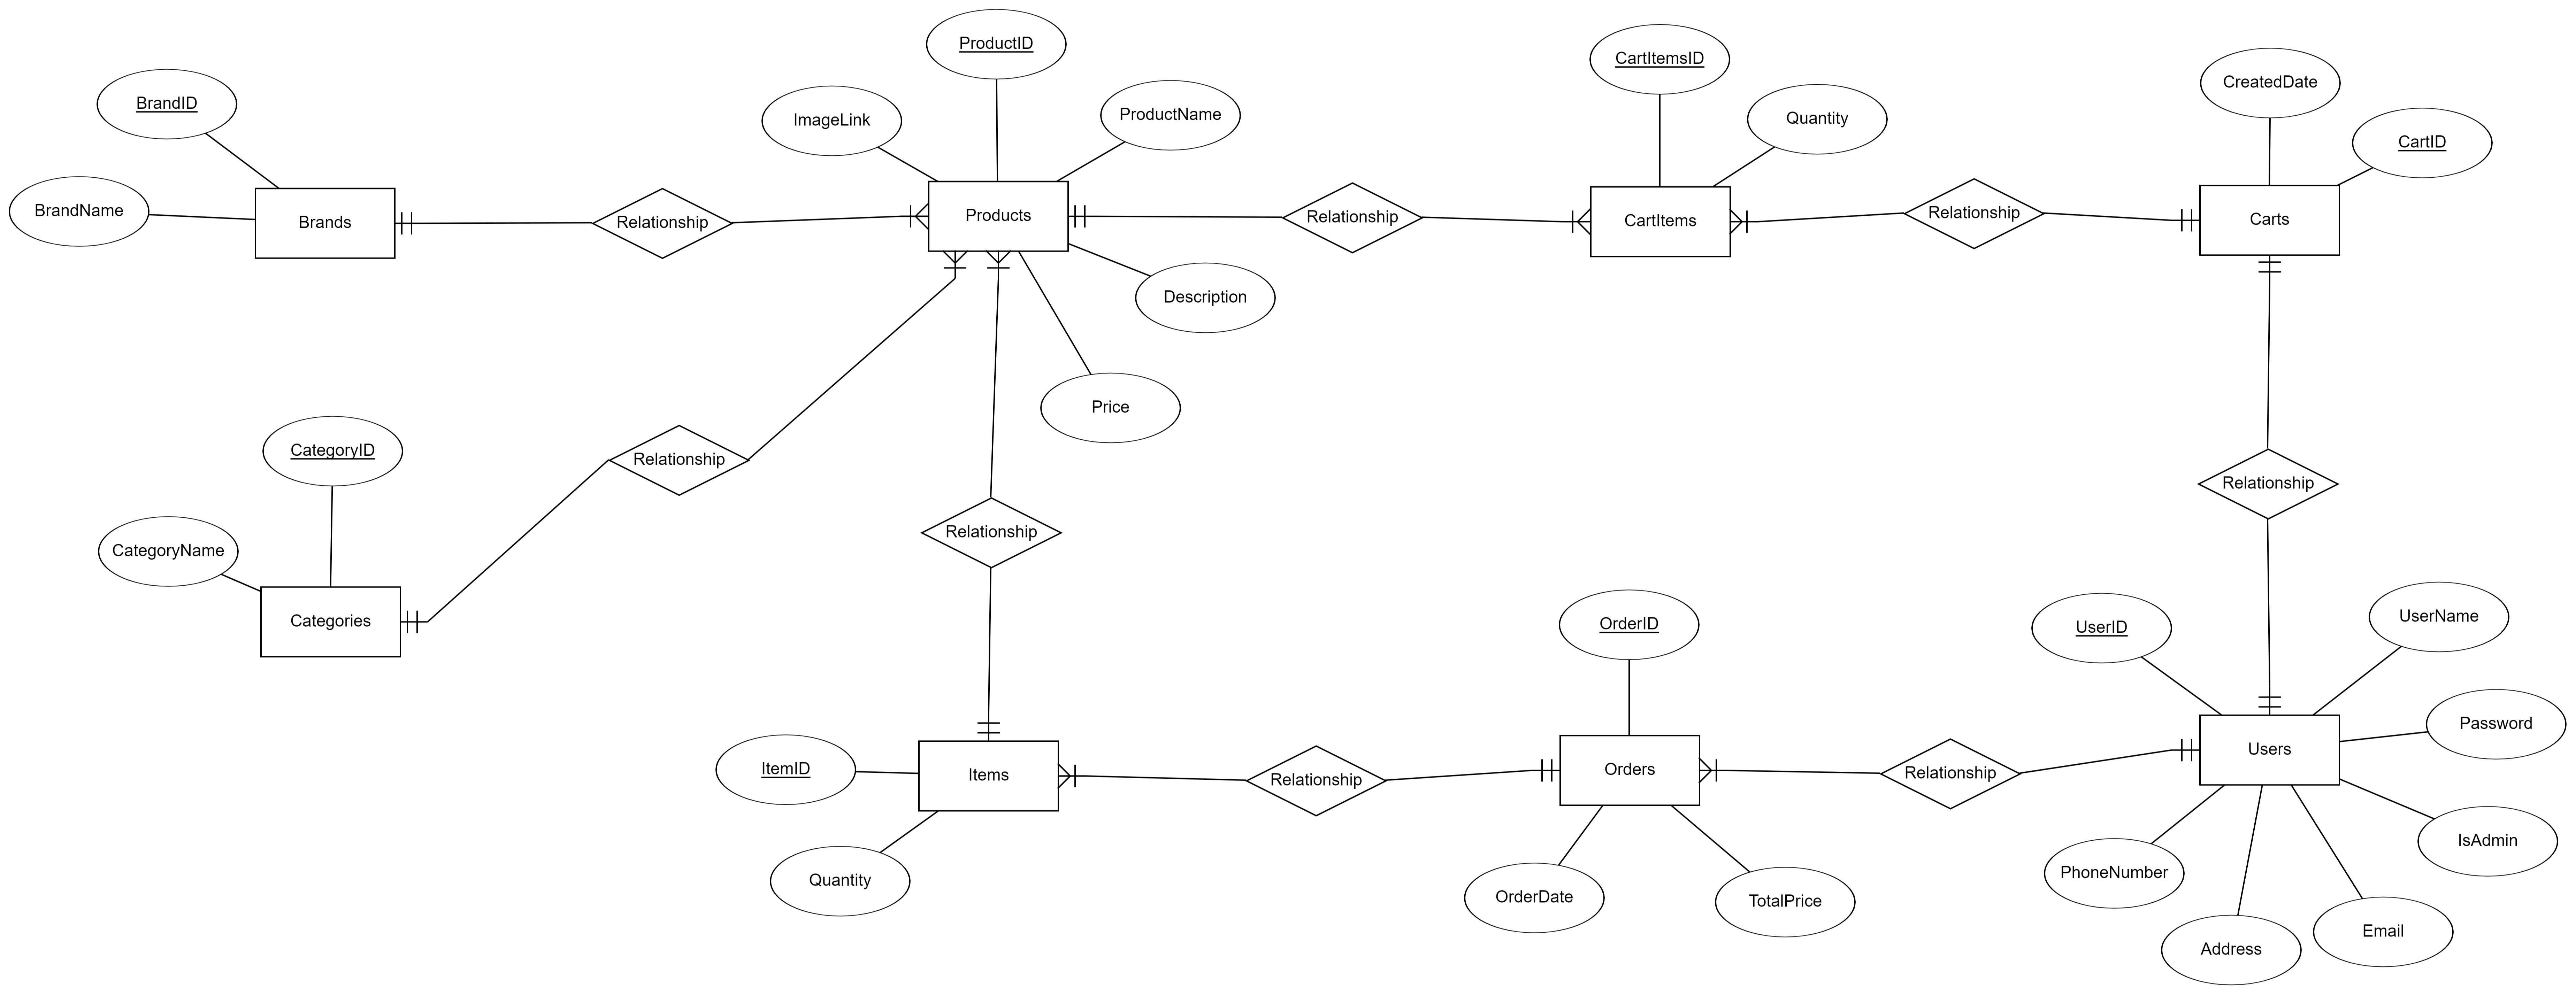 ProductID
CartItemsID
CreatedDate
BrandID
ImageLink
ProductName
Quantity
CartID
BrandName
Brands
Relationship
Products
Relationship
CartItems
Relationship
Carts
Description
Price
CategoryID
Relationship
Relationship
Relationship
CategoryName
Categories
OrderID
UserID
UserName
Password
ItemID
Items
Relationship
Orders
Relationship
Users
IsAdmin
Quantity
OrderDate
TotalPrice
PhoneNumber
Email
Address